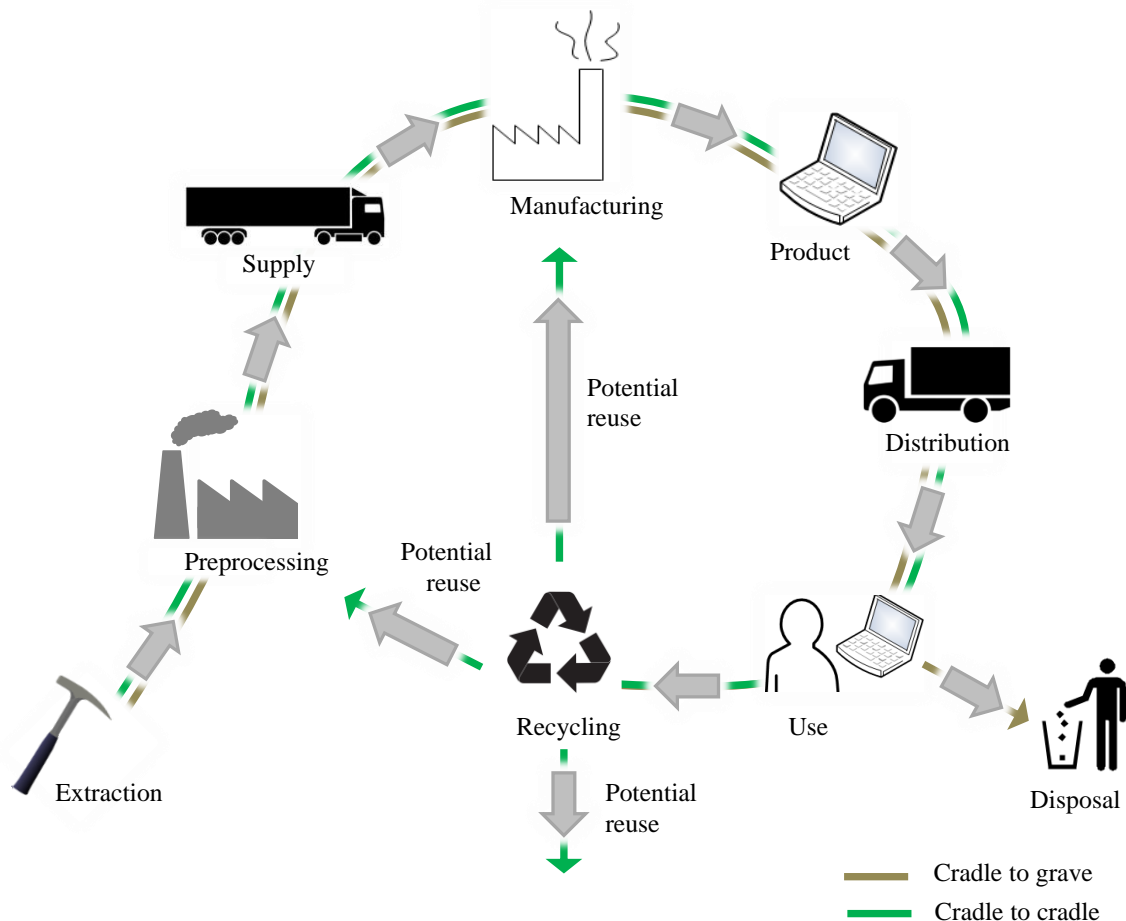 Manufacturing
Supply
Product
Potential
reuse
Distribution
Preprocessing
Potential
reuse
Recycling
Use
Extraction
Potential
reuse
Disposal
Cradle to grave
Cradle to cradle